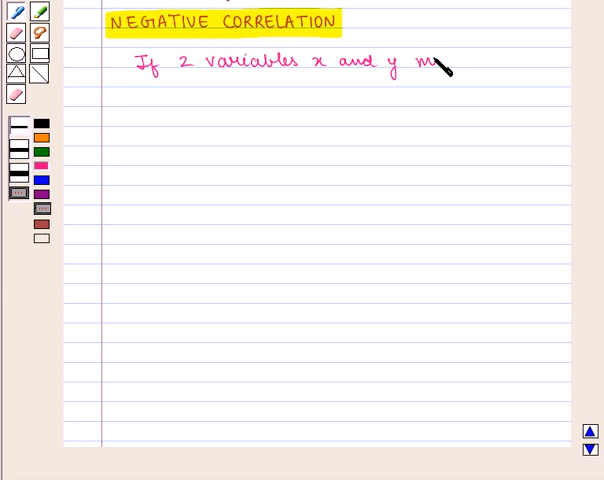 NEGATIVE CORRELATION
If 2 variables x and y m